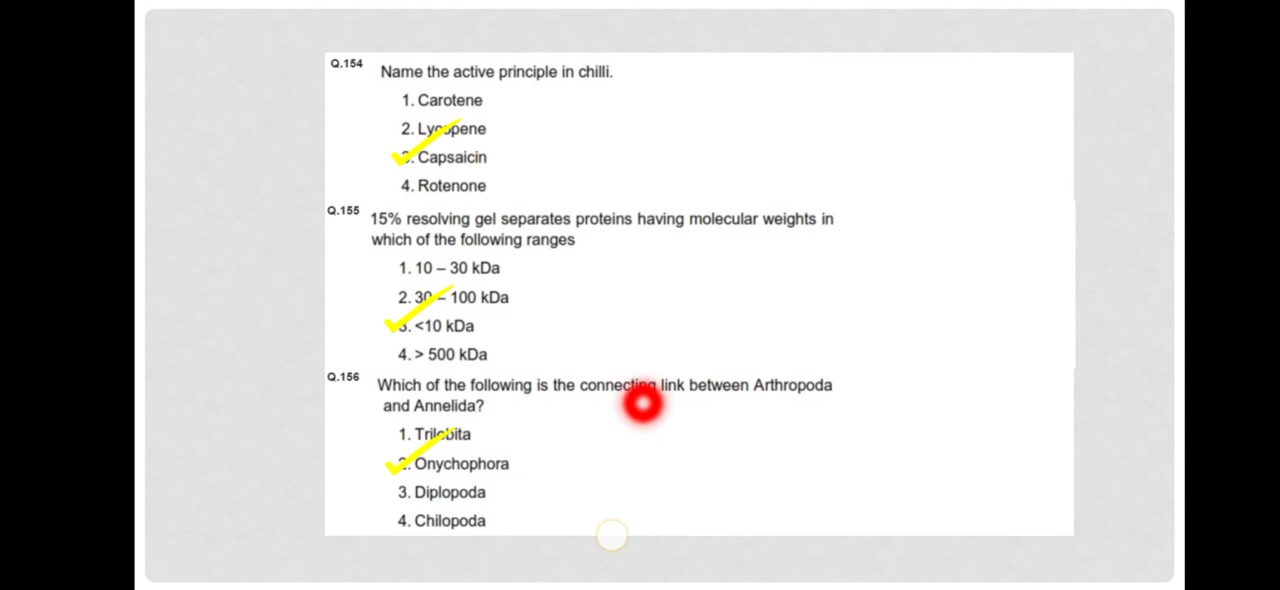 Q.154 Name the active principle in chilli.
1. Carotene
2. Lycopene
3. Capsaicin
4. Rotenone
Q.155 15% resolving gel separates proteins having molecular weights in
which of the following ranges
1. 10 – 30 kDa
2. 30 – 100 kDa
3. <10 kDa
4. > 500 kDa
Q.156 Which of the following is the connecting link between Arthropoda
and Annelida?
1. Trilobita
2. Onychophora
3. Diplopoda
4. Chilopoda